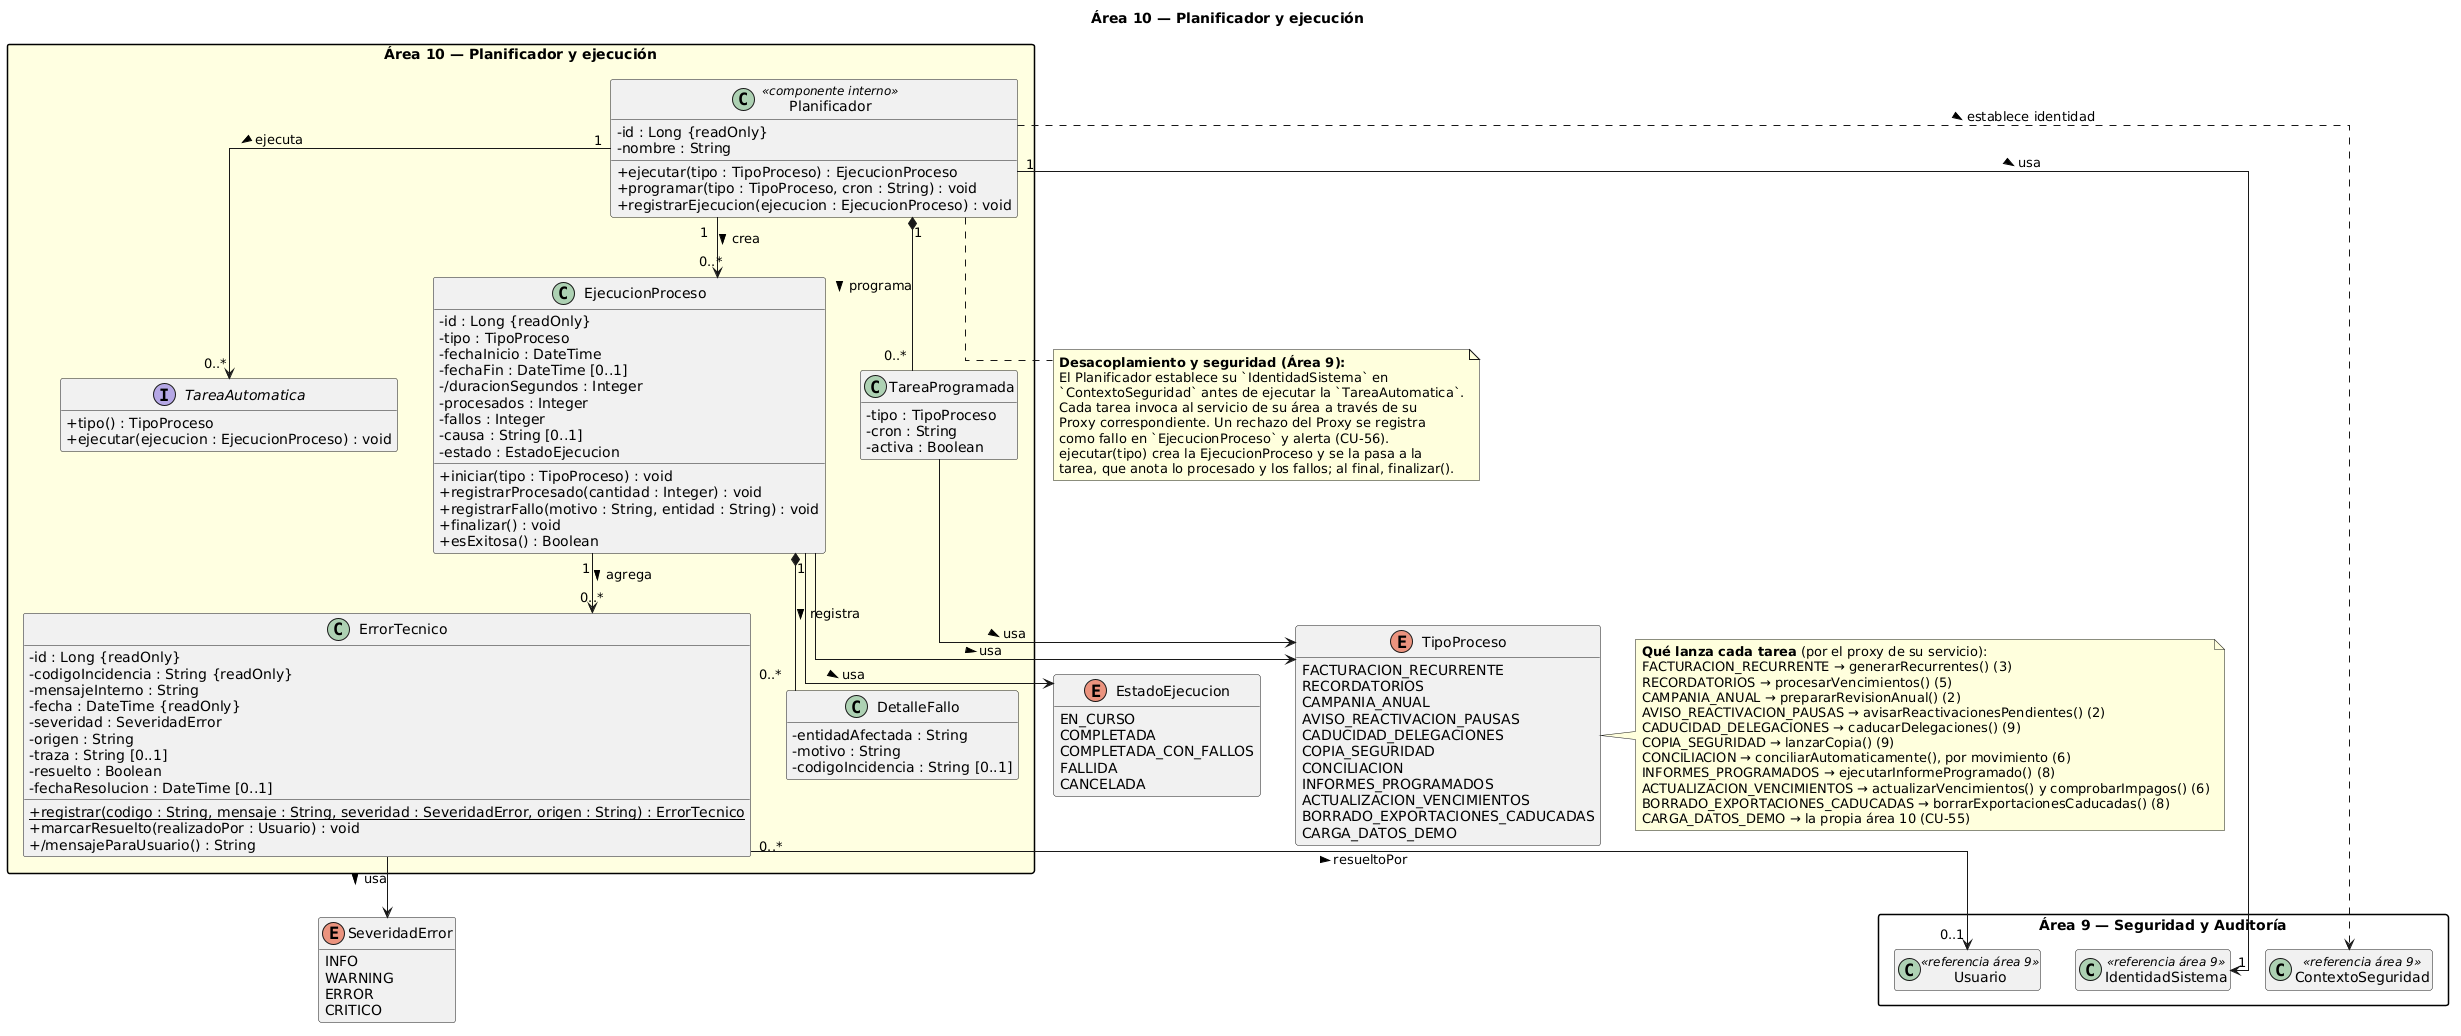 Área 10 — Planificador y ejecución
Área 10 — Planificador y ejecución
«componente interno»
Planificador
-id : Long {readOnly}
-nombre : String
+ejecutar(tipo : TipoProceso) : EjecucionProceso
+programar(tipo : TipoProceso, cron : String) : void
+registrarEjecucion(ejecucion : EjecucionProceso) : void
establece identidad
1
ejecuta
1
usa
1
crea
0..*
1
programa
0..*
0..*
TareaAutomatica
+tipo() : TipoProceso
+ejecutar(ejecucion : EjecucionProceso) : void
EjecucionProceso
-id : Long {readOnly}
-tipo : TipoProceso
-fechaInicio : DateTime
-fechaFin : DateTime [0..1]
-/duracionSegundos : Integer
-procesados : Integer
-fallos : Integer
-causa : String [0..1]
-estado : EstadoEjecucion
+iniciar(tipo : TipoProceso) : void
+registrarProcesado(cantidad : Integer) : void
+registrarFallo(motivo : String, entidad : String) : void
+finalizar() : void
+esExitosa() : Boolean
TareaProgramada
-tipo : TipoProceso
-cron : String
-activa : Boolean
Desacoplamiento y seguridad (Área 9):
El Planificador establece su `IdentidadSistema` en
`ContextoSeguridad` antes de ejecutar la `TareaAutomatica`.
Cada tarea invoca al servicio de su área a través de su
Proxy correspondiente. Un rechazo del Proxy se registra
como fallo en `EjecucionProceso` y alerta (CU-56).
ejecutar(tipo) crea la EjecucionProceso y se la pasa a la
tarea, que anota lo procesado y los fallos; al final, finalizar().
1
agrega
0..*
1
registra
0..*
usa
usa
usa
ErrorTecnico
-id : Long {readOnly}
-codigoIncidencia : String {readOnly}
-mensajeInterno : String
-fecha : DateTime {readOnly}
-severidad : SeveridadError
-origen : String
-traza : String [0..1]
-resuelto : Boolean
-fechaResolucion : DateTime [0..1]
+registrar(codigo : String, mensaje : String, severidad : SeveridadError, origen : String) : ErrorTecnico
+marcarResuelto(realizadoPor : Usuario) : void
+/mensajeParaUsuario() : String
DetalleFallo
-entidadAfectada : String
-motivo : String
-codigoIncidencia : String [0..1]
EstadoEjecucion
EN_CURSO
COMPLETADA
COMPLETADA_CON_FALLOS
FALLIDA
CANCELADA
TipoProceso
FACTURACION_RECURRENTE
RECORDATORIOS
CAMPANIA_ANUAL
AVISO_REACTIVACION_PAUSAS
CADUCIDAD_DELEGACIONES
COPIA_SEGURIDAD
CONCILIACION
INFORMES_PROGRAMADOS
ACTUALIZACION_VENCIMIENTOS
BORRADO_EXPORTACIONES_CADUCADAS
CARGA_DATOS_DEMO
Qué lanza cada tarea (por el proxy de su servicio):
FACTURACION_RECURRENTE → generarRecurrentes() (3)
RECORDATORIOS → procesarVencimientos() (5)
CAMPANIA_ANUAL → prepararRevisionAnual() (2)
AVISO_REACTIVACION_PAUSAS → avisarReactivacionesPendientes() (2)
CADUCIDAD_DELEGACIONES → caducarDelegaciones() (9)
COPIA_SEGURIDAD → lanzarCopia() (9)
CONCILIACION → conciliarAutomaticamente(), por movimiento (6)
INFORMES_PROGRAMADOS → ejecutarInformeProgramado() (8)
ACTUALIZACION_VENCIMIENTOS → actualizarVencimientos() y comprobarImpagos() (6)
BORRADO_EXPORTACIONES_CADUCADAS → borrarExportacionesCaducadas() (8)
CARGA_DATOS_DEMO → la propia área 10 (CU-55)
0..*
resueltoPor
0..1
usa
SeveridadError
INFO
WARNING
ERROR
CRITICO
Área 9 — Seguridad y Auditoría
«referencia área 9»
Usuario
«referencia área 9»
IdentidadSistema
1
«referencia área 9»
ContextoSeguridad